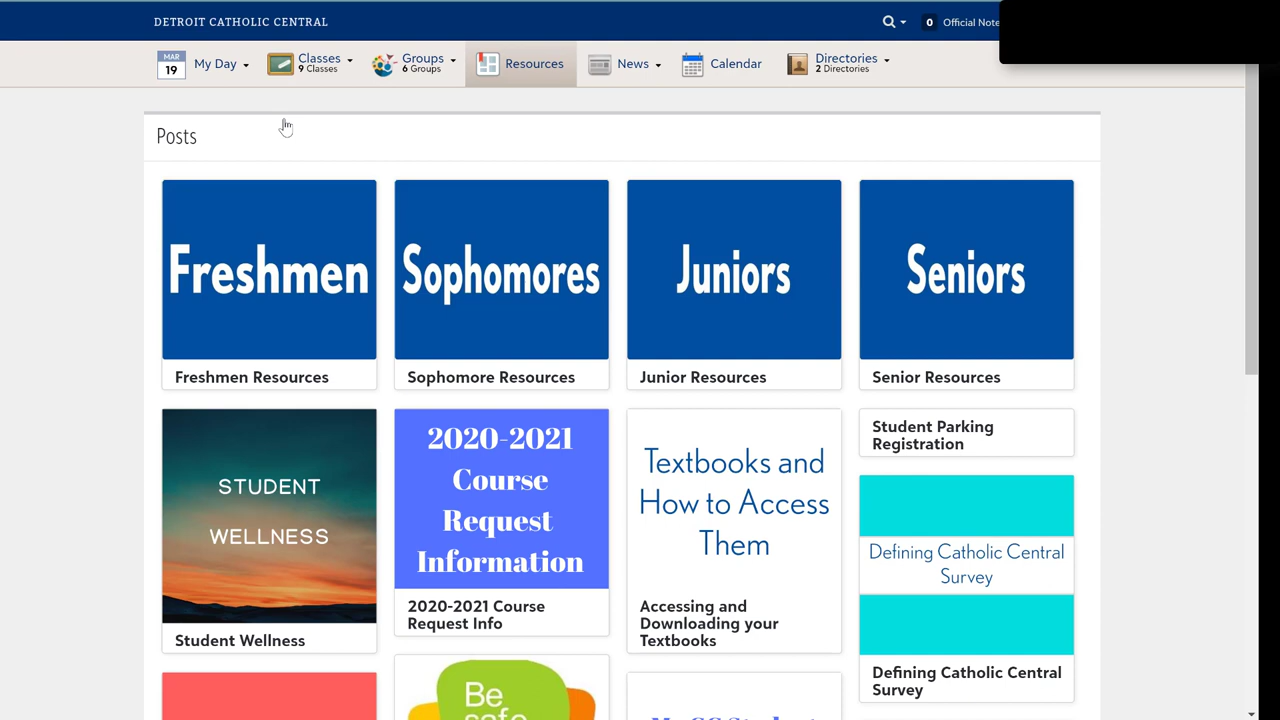 DETROIT CATHOLIC CENTRAL
0 Official Note
MAR
19
My Day
Classes
9 Classes
Groups
6 Groups
Resources
News
Calendar
Directories
2 Directories
Posts
Freshmen
Freshmen Resources
Sophomores
Sophomore Resources
Juniors
Junior Resources
Seniors
Senior Resources
STUDENT
WELLNESS
Student Wellness
2020-2021
Course
Request
Information
2020-2021 Course
Request Info
Textbooks and
How to Access
Them
Accessing and
Downloading your
Textbooks
Student Parking
Registration
Defining Catholic Central
Survey
Defining Catholic Central
Survey
Be
safe